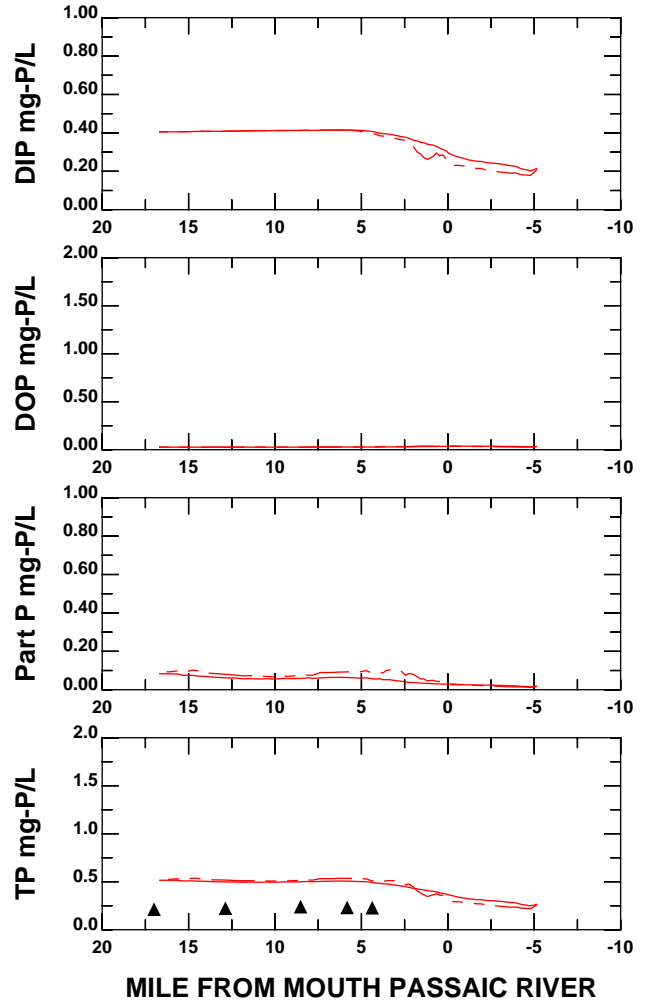 DIP mg-P/L
1.00
0.80
0.60
0.40
0.20
0.00
20 15 10 5 0 -5 -10
DOP mg-P/L
2.00
1.50
1.00
0.50
0.00
20 15 10 5 0 -5 -10
Part P mg-P/L
1.00
0.80
0.60
0.40
0.20
0.00
20 15 10 5 0 -5 -10
TP mg-P/L
2.0
1.5
1.0
0.5
0.0
20 15 10 5 0 -5 -10
MILE FROM MOUTH PASSAIC RIVER